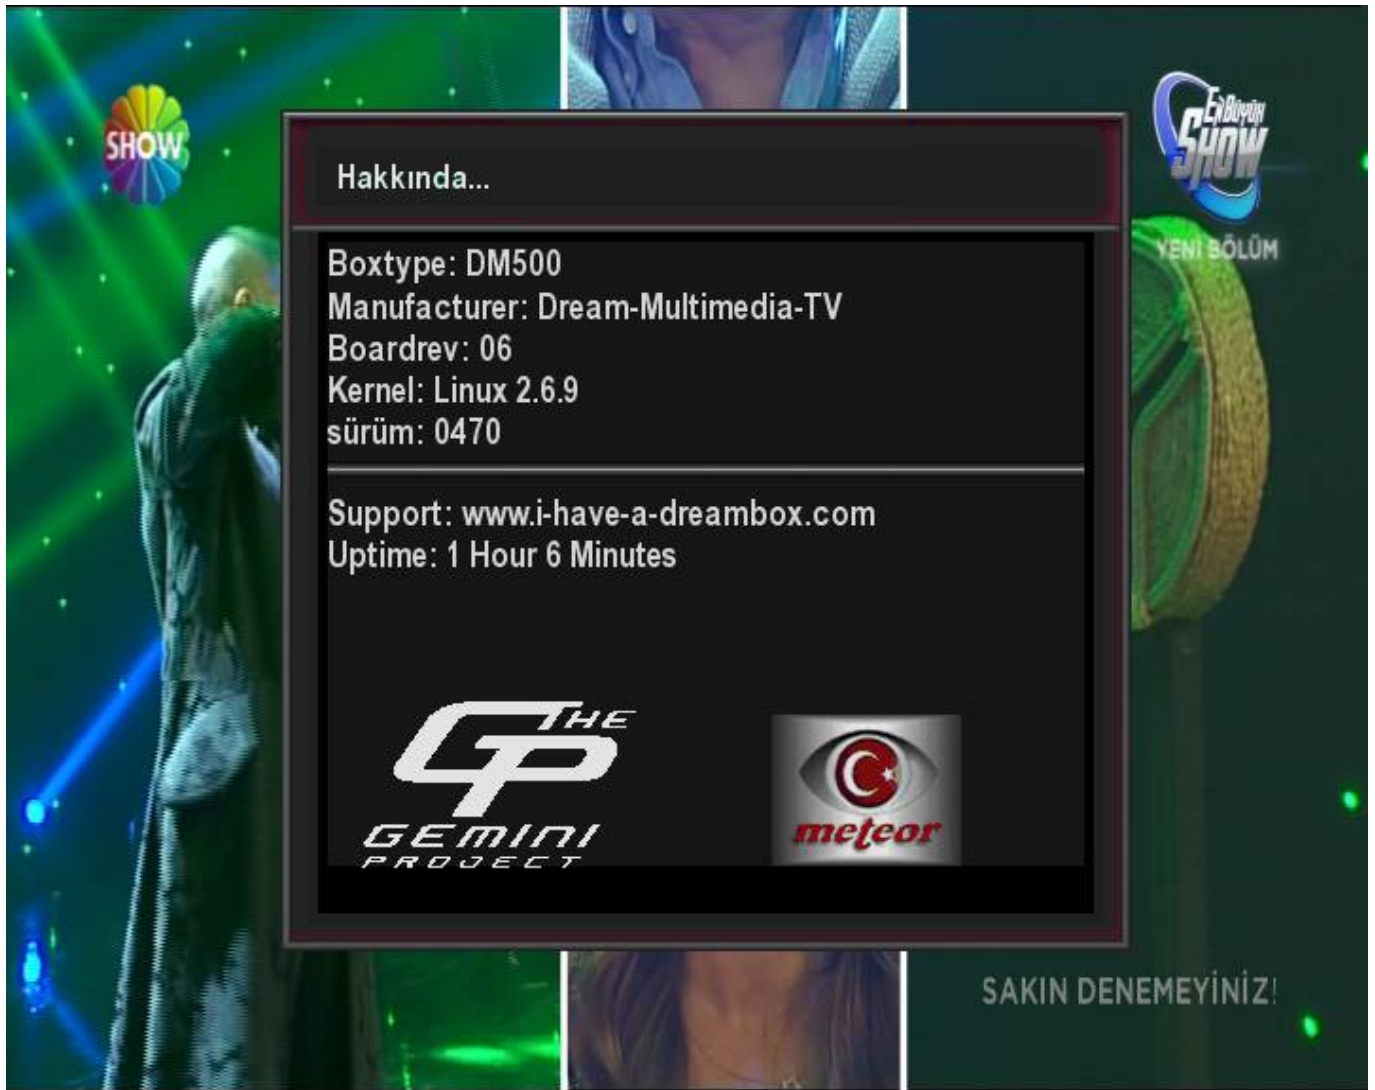 SHOW
EN BÜYÜK
SHOW
YENİ BÖLÜM
Hakkında...
Boxtype: DM500
Manufacturer: Dream-Multimedia-TV
Boardrev: 06
Kernel: Linux 2.6.9
sürüm: 0470
Support: www.i-have-a-dreambox.com
Uptime: 1 Hour 6 Minutes
THE
GP
GEMINI
PROJECT
meteor
SAKIN DENEMEYİNİZ!